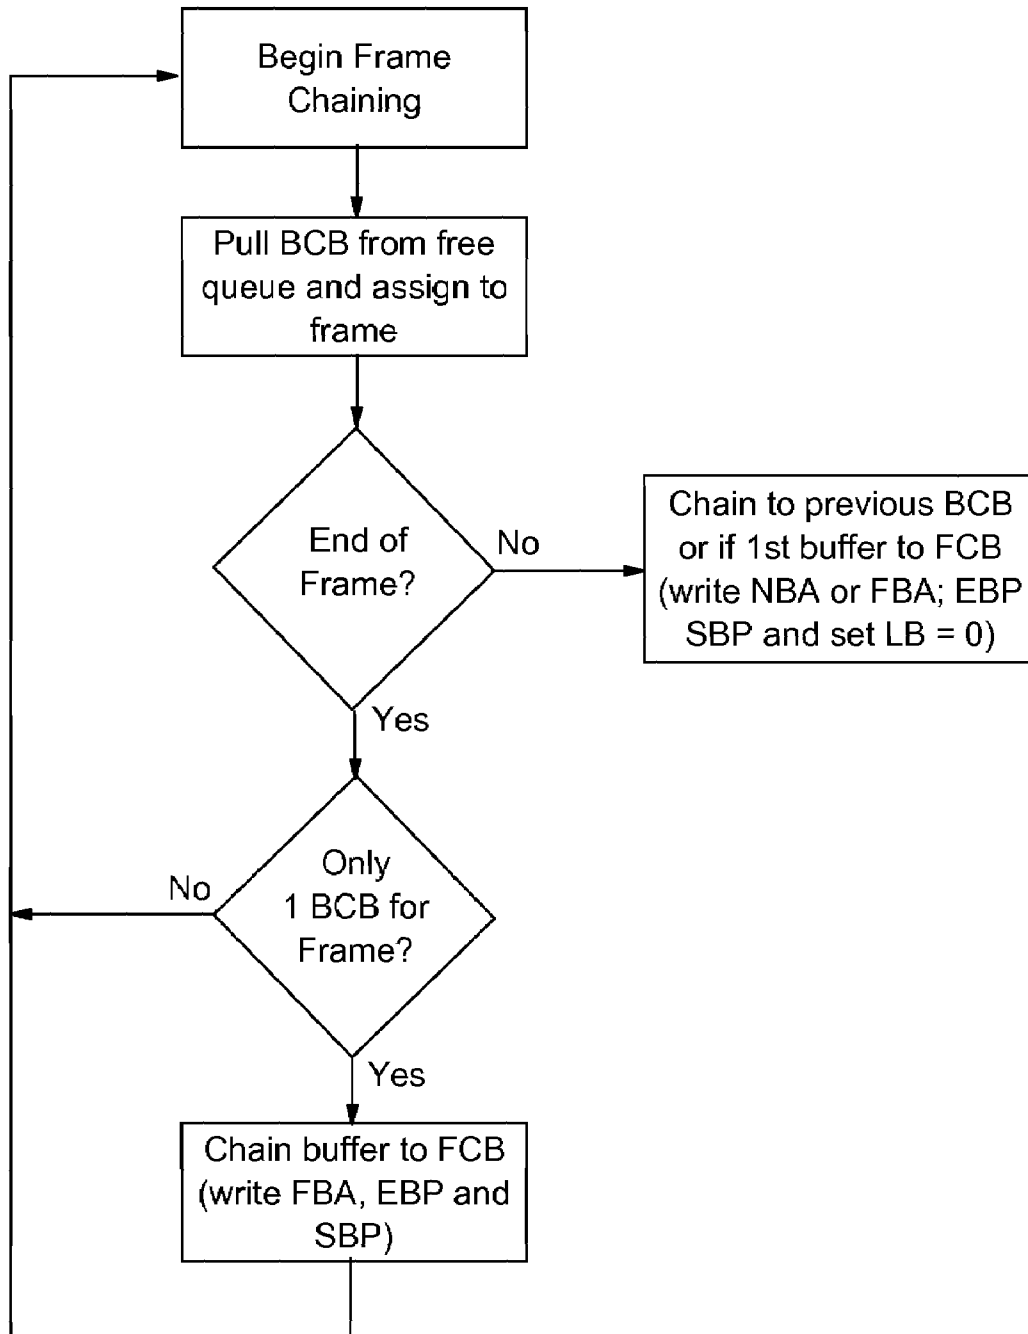 Begin Frame
Chaining
Pull BCB from free
queue and assign to
frame
End of
Frame?
No
Chain to previous BCB
or if 1st buffer to FCB
(write NBA or FBA; EBP
SBP and set LB = 0)
Yes
Only
1 BCB for
Frame?
No
Yes
Chain buffer to FCB
(write FBA, EBP and
SBP)